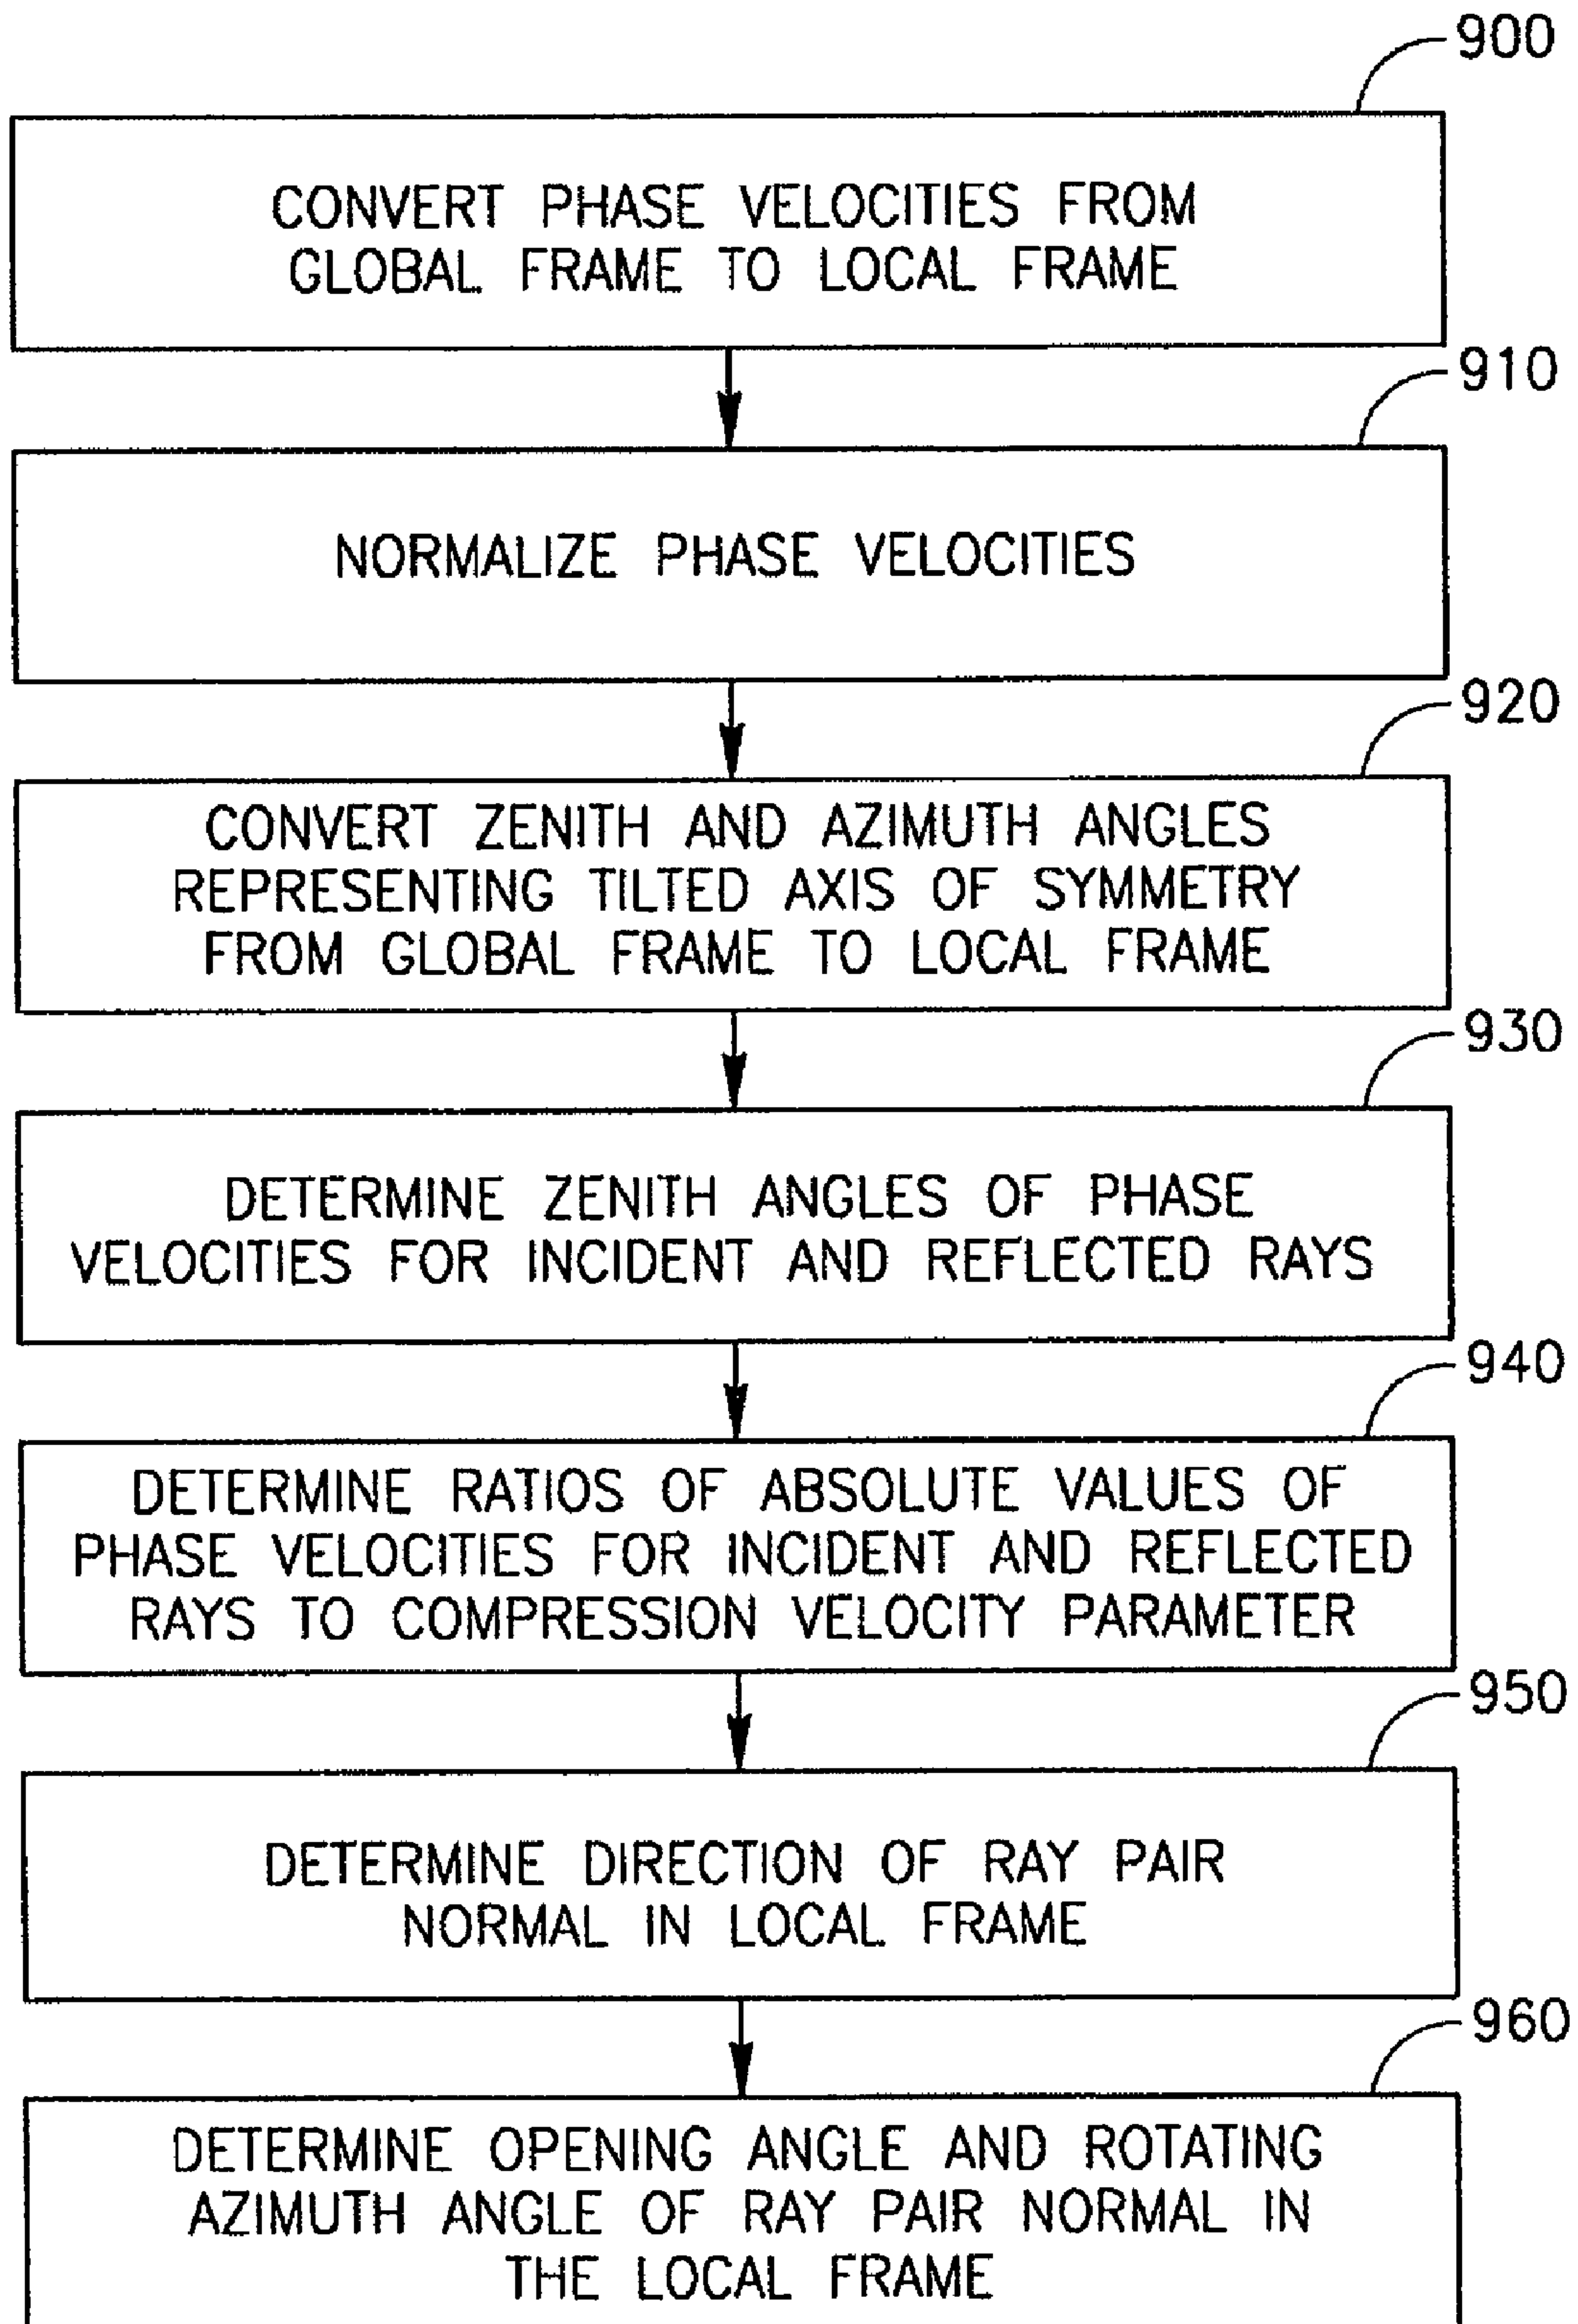 900
CONVERT PHASE VELOCITIES FROM
GLOBAL FRAME TO LOCAL FRAME
910
NORMALIZE PHASE VELOCITIES
920
CONVERT ZENITH AND AZIMUTH ANGLES
REPRESENTING TILTED AXIS OF SYMMETRY
FROM GLOBAL FRAME TO LOCAL FRAME
930
DETERMINE ZENITH ANGLES OF PHASE
VELOCITIES FOR INCIDENT AND REFLECTED RAYS
940
DETERMINE RATIOS OF ABSOLUTE VALUES OF
PHASE VELOCITIES FOR INCIDENT AND REFLECTED
RAYS TO COMPRESSION VELOCITY PARAMETER
950
DETERMINE DIRECTION OF RAY PAIR
NORMAL IN LOCAL FRAME
960
DETERMINE OPENING ANGLE AND ROTATING
AZIMUTH ANGLE OF RAY PAIR NORMAL IN
THE LOCAL FRAME